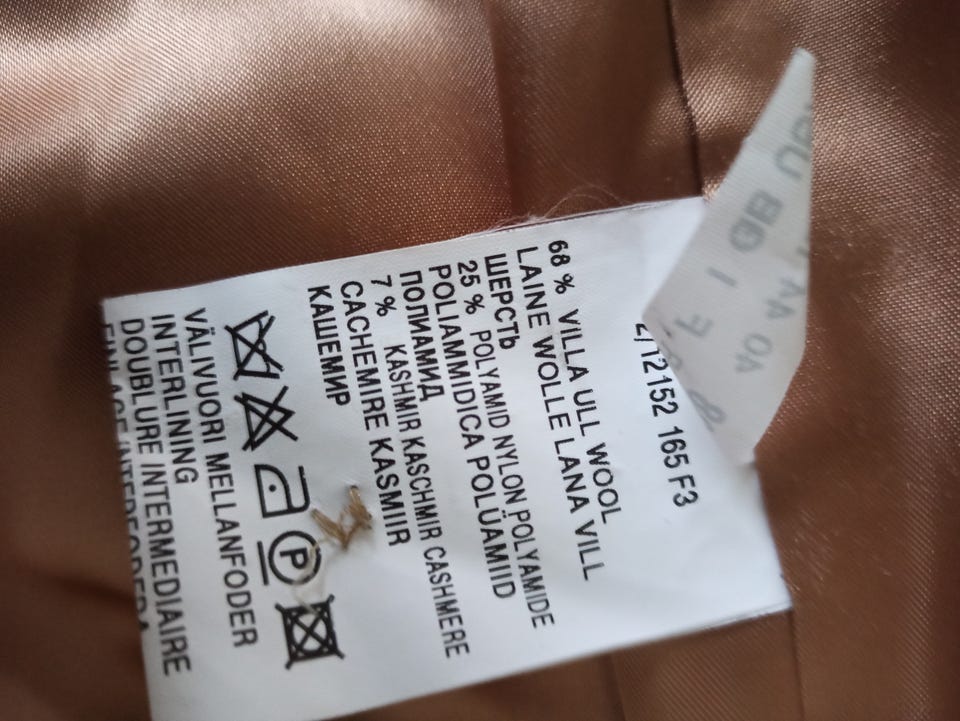 2/12152 165 F3
68 % VILLA ULL WOOL
LAINE WOLLE LANA VILL
ШЕРСТЬ
25 % POLYAMID NYLON POLYAMIDE
POLIAMMIDICA POLÜAMIID
ПОЛИАМИД
7 % KASHMIR KASCHMIR CASHMERE
CACHEMIRE KASMIIR
КАШЕМИР
P
VÄLIVUORI MELLANFODER
INTERLINING
DOUBLURE INTERMEDIAIRE